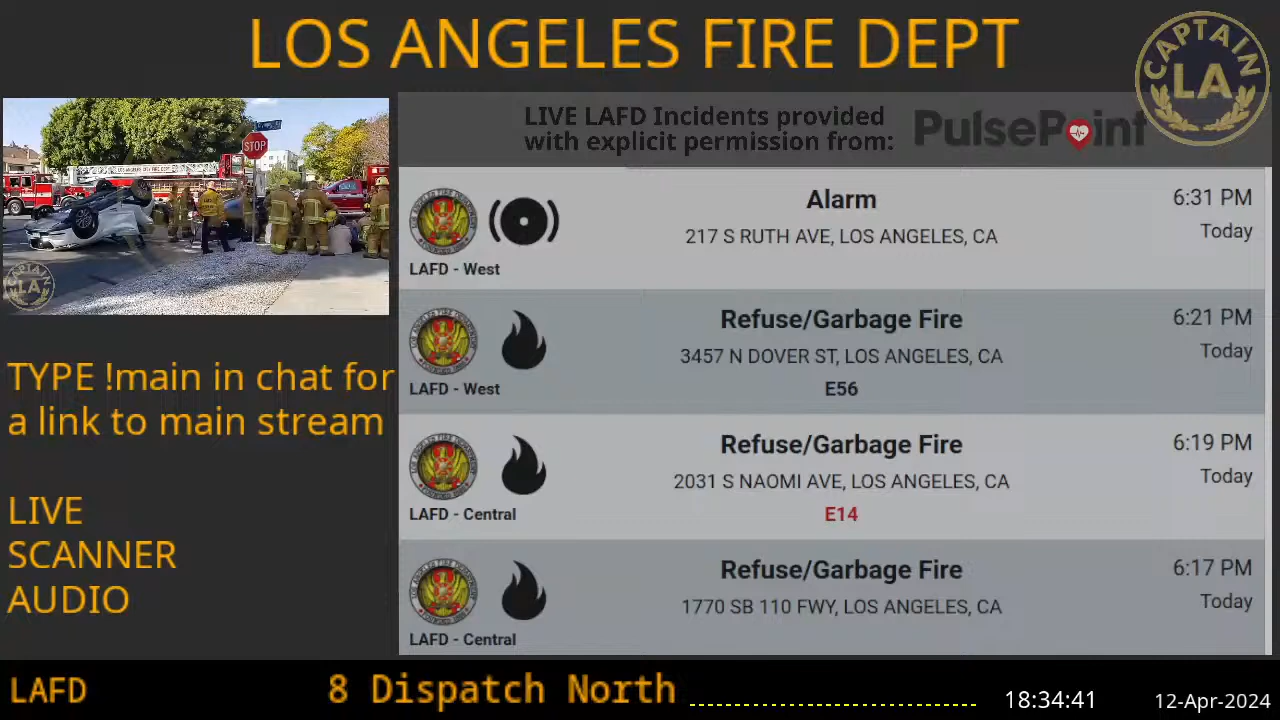 LOS ANGELES FIRE DEPT
CAPTAIN
LA
LIVE LAFD Incidents provided
with explicit permission from:
PulsePoint
STOP
CAPTAIN
LA
Alarm
6:31 PM
217 S RUTH AVE, LOS ANGELES, CA
Today
LAFD - West
Refuse/Garbage Fire
6:21 PM
3457 N DOVER ST, LOS ANGELES, CA
Today
LAFD - West
E56
Refuse/Garbage Fire
6:19 PM
2031 S NAOMI AVE, LOS ANGELES, CA
Today
LAFD - Central
E14
Refuse/Garbage Fire
6:17 PM
1770 SB 110 FWY, LOS ANGELES, CA
Today
LAFD - Central
TYPE !main in chat for
a link to main stream
LIVE
SCANNER
AUDIO
LAFD
8 Dispatch North
18:34:41
12-Apr-2024